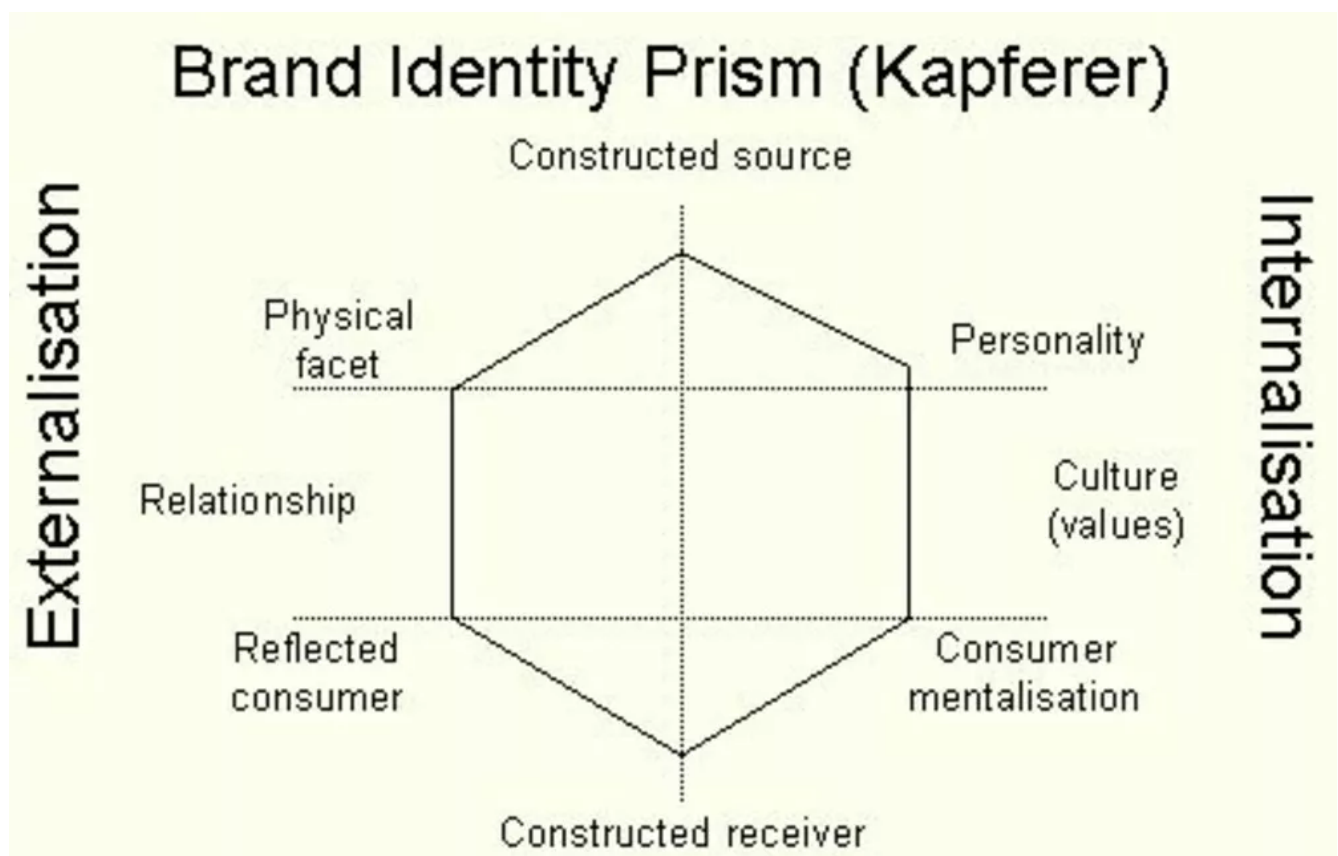 Brand Identity Prism (Kapferer)
Constructed source
Externalisation
Internalisation
Physical
facet
Personality
Relationship
Culture
(values)
Reflected
consumer
Consumer
mentalisation
Constructed receiver